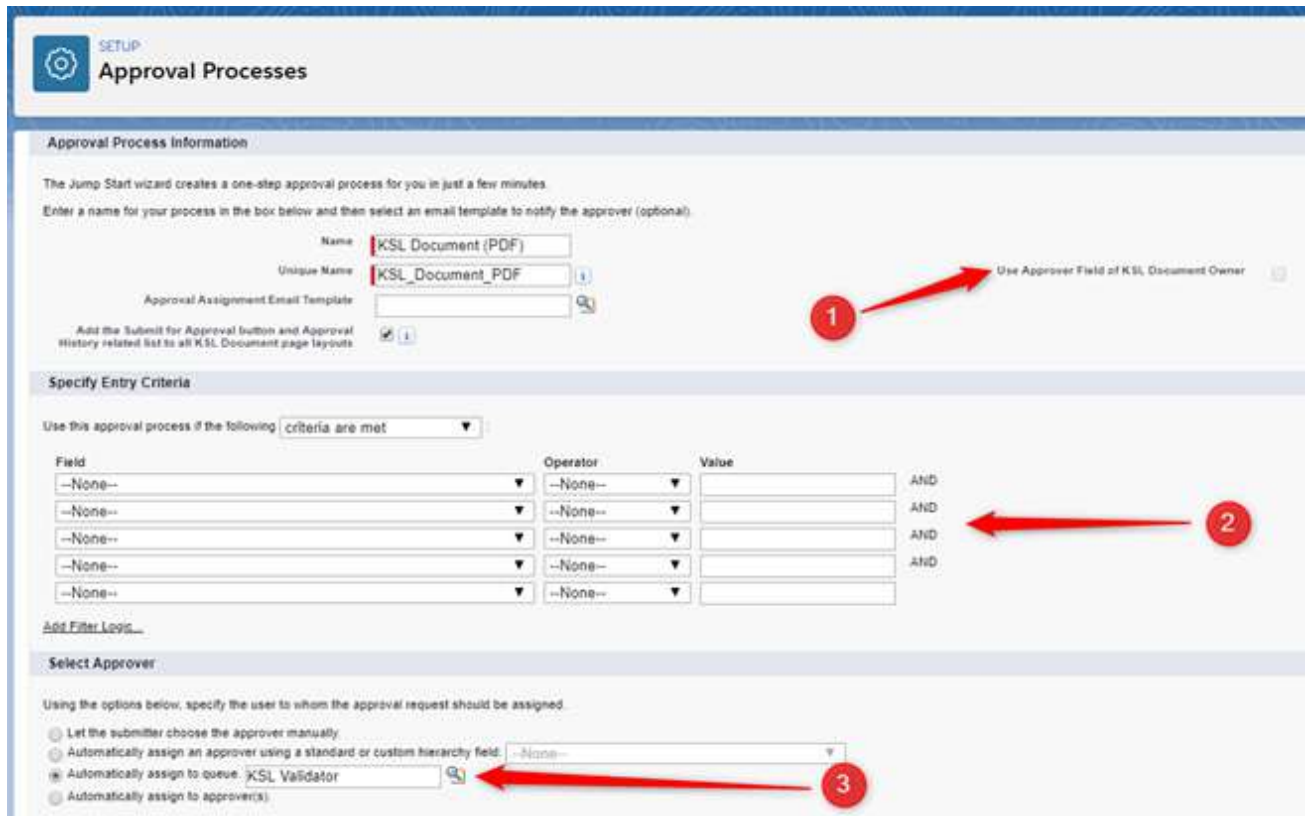 SETUP
Approval Processes
Approval Process Information
The Jump Start wizard creates a one-step approval process for you in just a few minutes.
Enter a name for your process in the box below and then select an email template to notify the approver (optional).
Name KSL Document (PDF)
Unique Name KSL_Document_PDF i
Use Approver Field of KSL Document Owner
Approval Assignment Email Template
1
Add the Submit for Approval button and Approval
History related list to all KSL Document page layouts i
Specify Entry Criteria
Use this approval process if the following criteria are met :
Field Operator Value
--None-- --None-- AND
--None-- --None-- AND
2
--None-- --None-- AND
--None-- --None-- AND
--None-- --None--
Add Filter Logic...
Select Approver
Using the options below, specify the user to whom the approval request should be assigned.
Let the submitter choose the approver manually.
Automatically assign an approver using a standard or custom hierarchy field: --None--
Automatically assign to queue. KSL Validator
3
Automatically assign to approver(s).